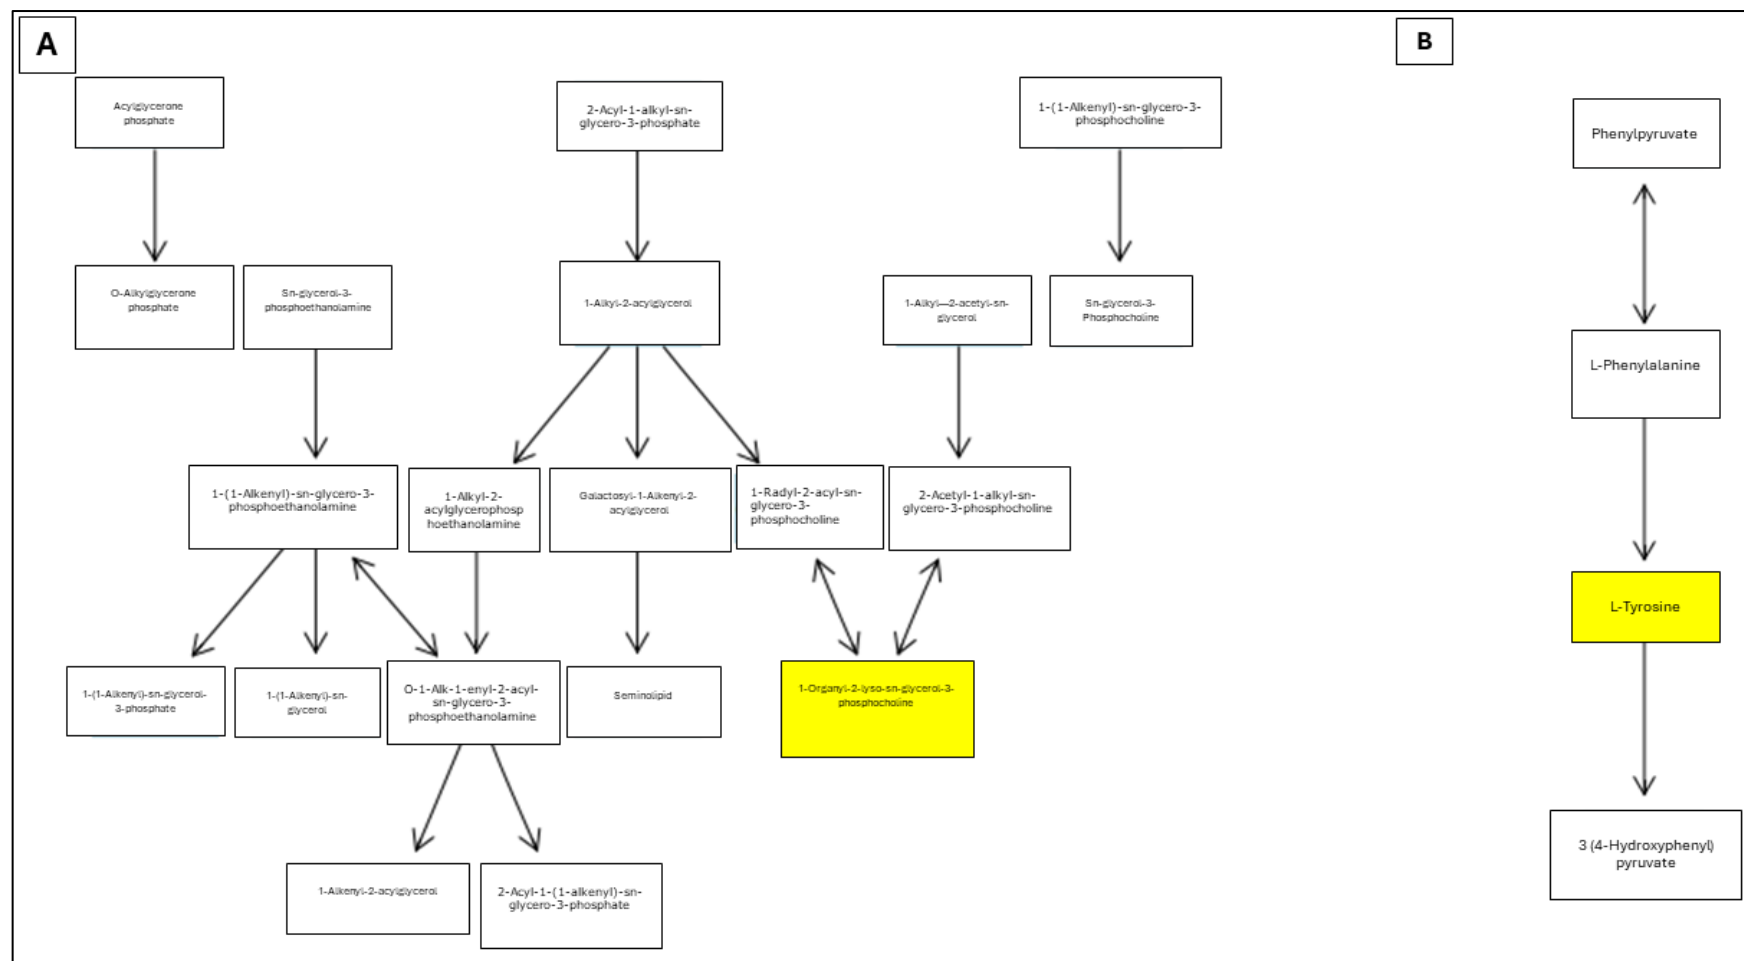 A
B
Acylglycerone
phosphate
2-Acyl-1-alkyl-sn-
glycero-3-phosphate
1-(1-Alkenyl)-sn-glycero-3-
phosphocholine
Phenylpyruvate
O-Alkylglycerone
phosphate
Sn-glycerol-3-
phosphoethanolamine
1-Alkyl-2-acylglycerol
1-Alkyl—2-acetyl-sn-
glycerol
Sn-glycerol-3-
Phosphocholine
L-Phenylalanine
1-(1-Alkenyl)-sn-glycero-3-
phosphoethanolamine
1-Alkyl-2-
acylglycerophosp
hoethanolamine
Galactosyl-1-Alkenyl-2-
acylglycerol
1-Radyl-2-acyl-sn-
glycero-3-
phosphocholine
2-Acetyl-1-alkyl-sn-
glycero-3-phosphocholine
L-Tyrosine
1-(1-Alkenyl)-sn-glycerol-
3-phosphate
1-(1-Alkenyl)-sn-
glycerol
O-1-Alk-1-enyl-2-acyl-
sn-glycero-3-
phosphoethanolamine
Seminolipid
1-Organyl-2-lyso-sn-glycerol-3-
phosphocholine
3 (4-Hydroxyphenyl)
pyruvate
1-Alkenyl-2-acylglycerol
2-Acyl-1-(1-alkenyl)-sn-
glycero-3-phosphate